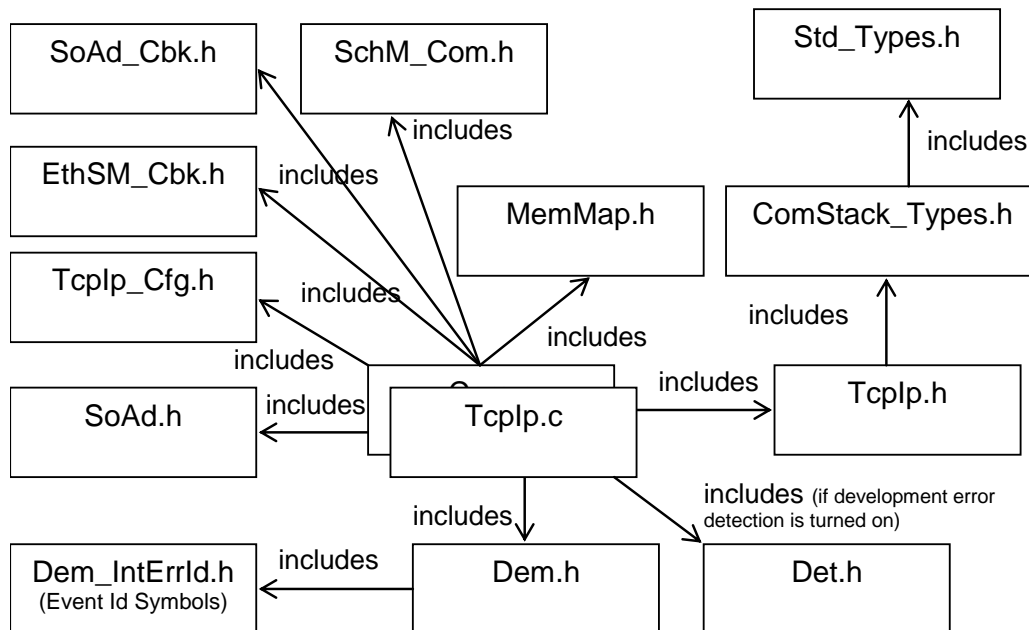 SoAd_Cbk.h
SchM_Com.h
Std_Types.h
includes
includes
EthSM_Cbk.h
includes
MemMap.h
ComStack_Types.h
TcpIp_Cfg.h
includes
includes
includes
includes
SoAd.h
includes
TcpIp.c
includes
TcpIp.h
includes
includes (if development error
detection is turned on)
Dem_IntErrId.h
(Event Id Symbols)
includes
Dem.h
Det.h